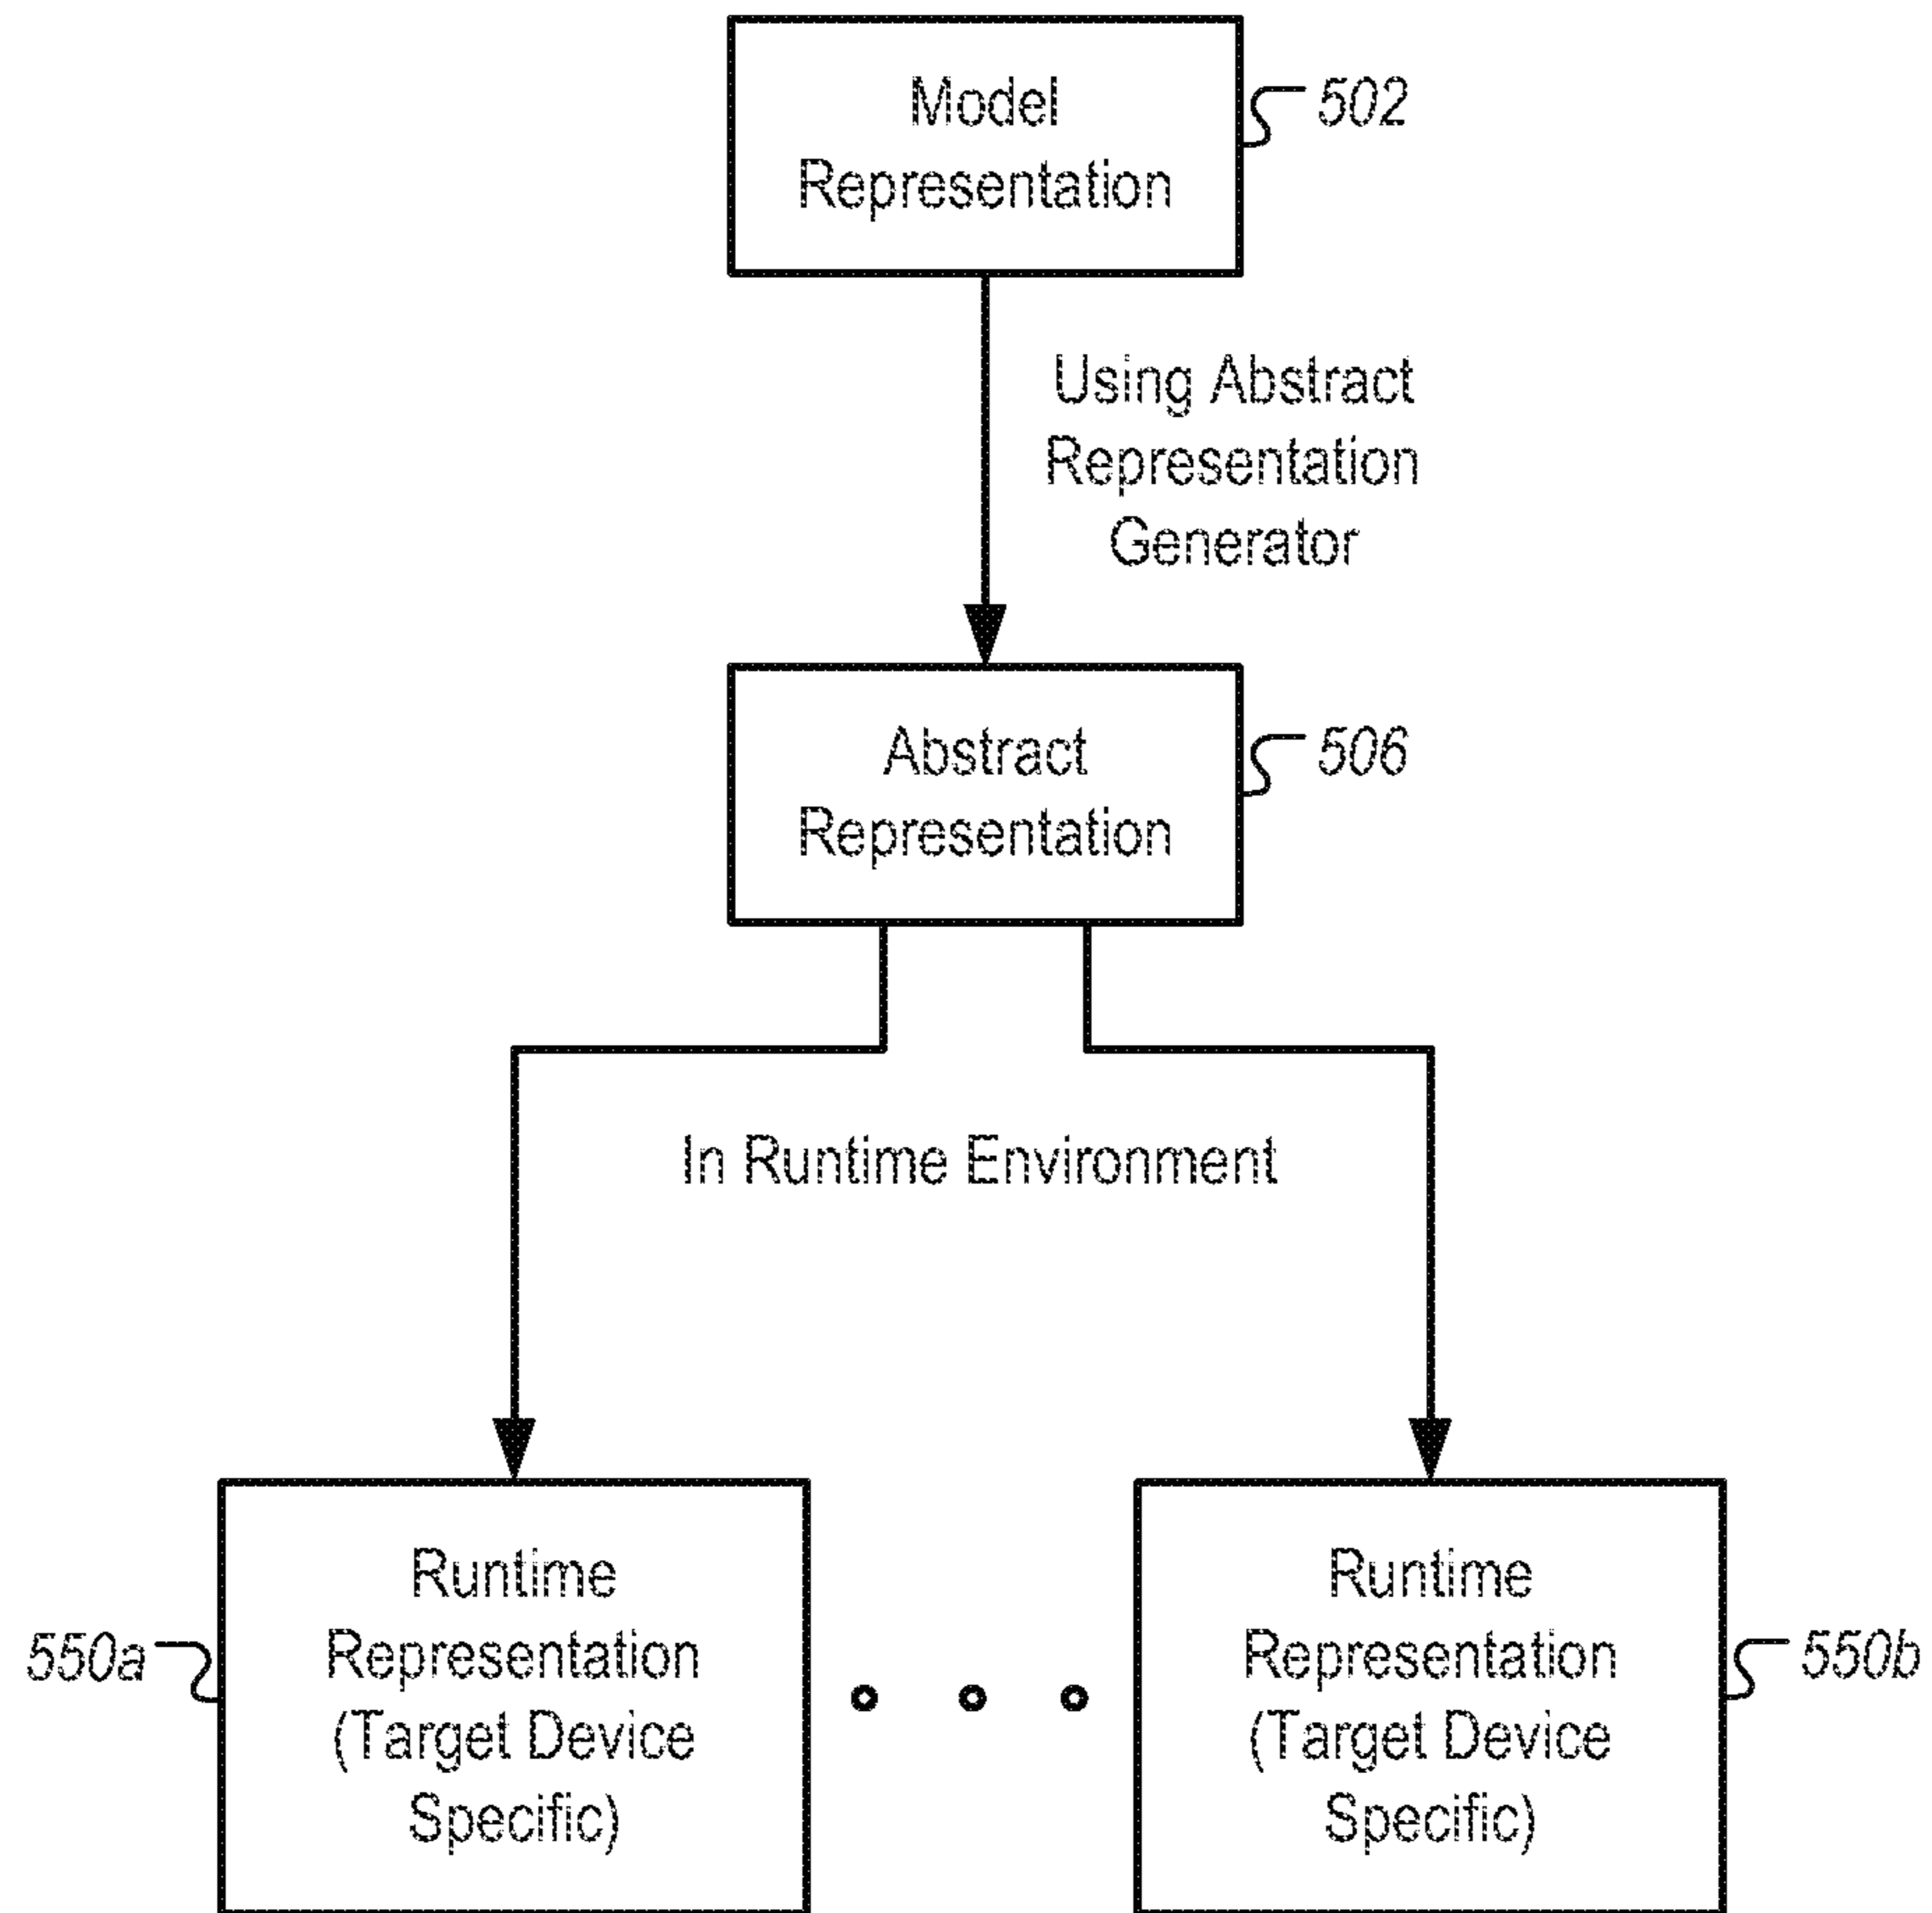 Model
Representation
502
Using Abstract
Representation
Generator
Abstract
Representation
506
In Runtime Environment
550a
Runtime
Representation
(Target Device
Specific)
Runtime
Representation
(Target Device
Specific)
550b